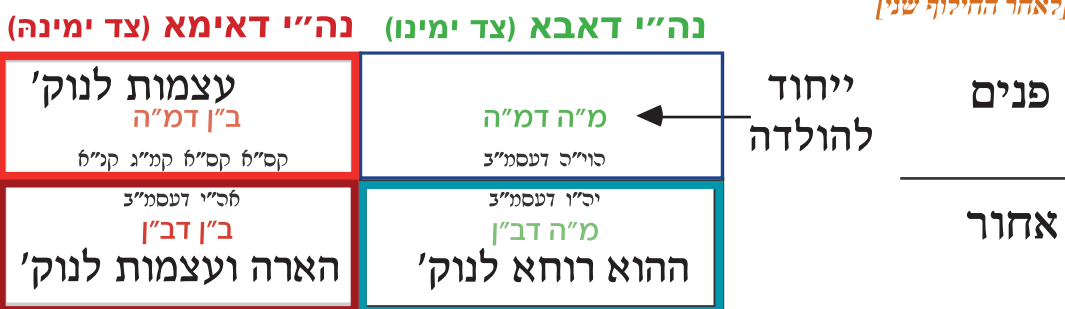 [לאחר החילוף שני]
נה״י דאבא (צד ימינו)
נה״י דאימא (צד ימינה)
פנים
ייחוד
להולדה
מ״ה דמ״ה
הוי״ה דעסמ״ב
עצמות לנוק'
ב״ן דמ״ה
קס״א קס״א קמ״ג קנ״א
אחור
יה״ו דעסמ״ב
מ״ה דב״ן
ההוא רוחא לנוק'
אה״י דעסמ״ב
ב״ן דב״ן
הארה ועצמות לנוק'